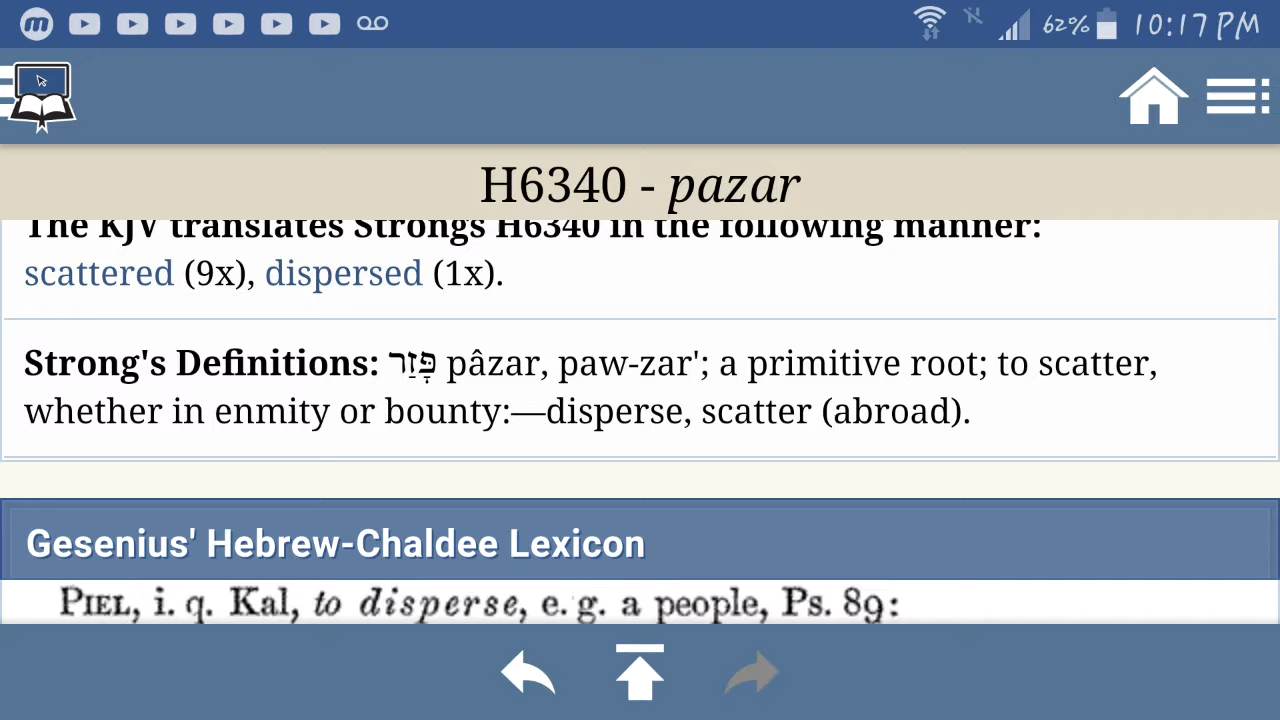 62% 10:17 PM
H6340 - pazar
The KJV translates Strongs H6340 in the following manner:
scattered (9x), dispersed (1x).
Strong's Definitions: פָּזַר pâzar, paw-zar'; a primitive root; to scatter,
whether in enmity or bounty:—disperse, scatter (abroad).
Gesenius' Hebrew-Chaldee Lexicon
PIEL, i. q. Kal, to disperse, e. g. a people, Ps. 89: